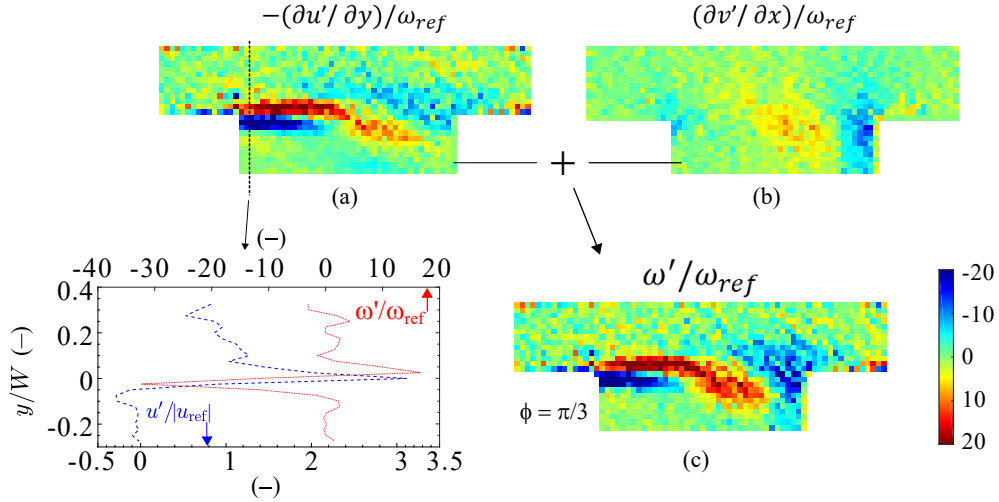 −(∂u′/ ∂y)/ω_ref
(∂v′/ ∂x)/ω_ref
(a)
+
(b)
(−)
-40 -30 -20 -10 0 10 20
ω′/ω_ref
0.4
0.2
0
-0.2
y/W (−)
ω′/ω_ref
u′/|u_ref|
-0.5 0 1 2 3 3.5
(−)
ϕ = π/3
(c)
-20
-10
0
10
20